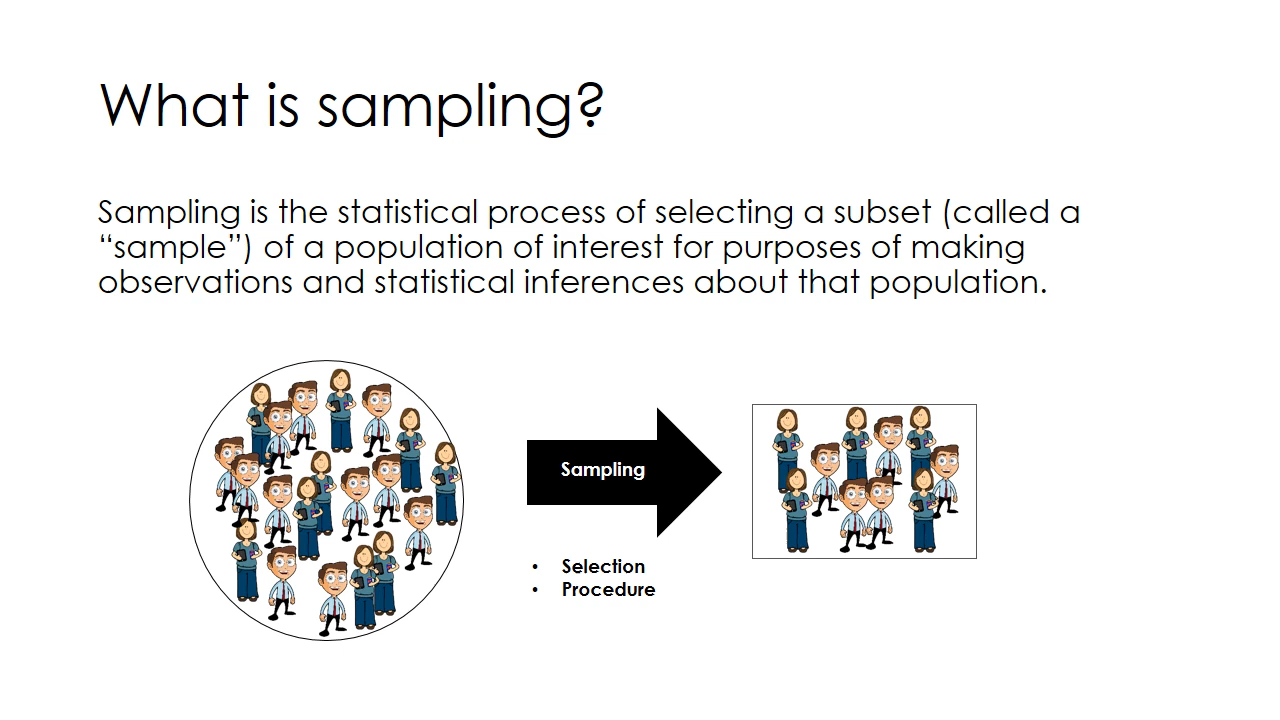 What is sampling?
Sampling is the statistical process of selecting a subset (called a
“sample”) of a population of interest for purposes of making
observations and statistical inferences about that population.
Sampling
• Selection
• Procedure